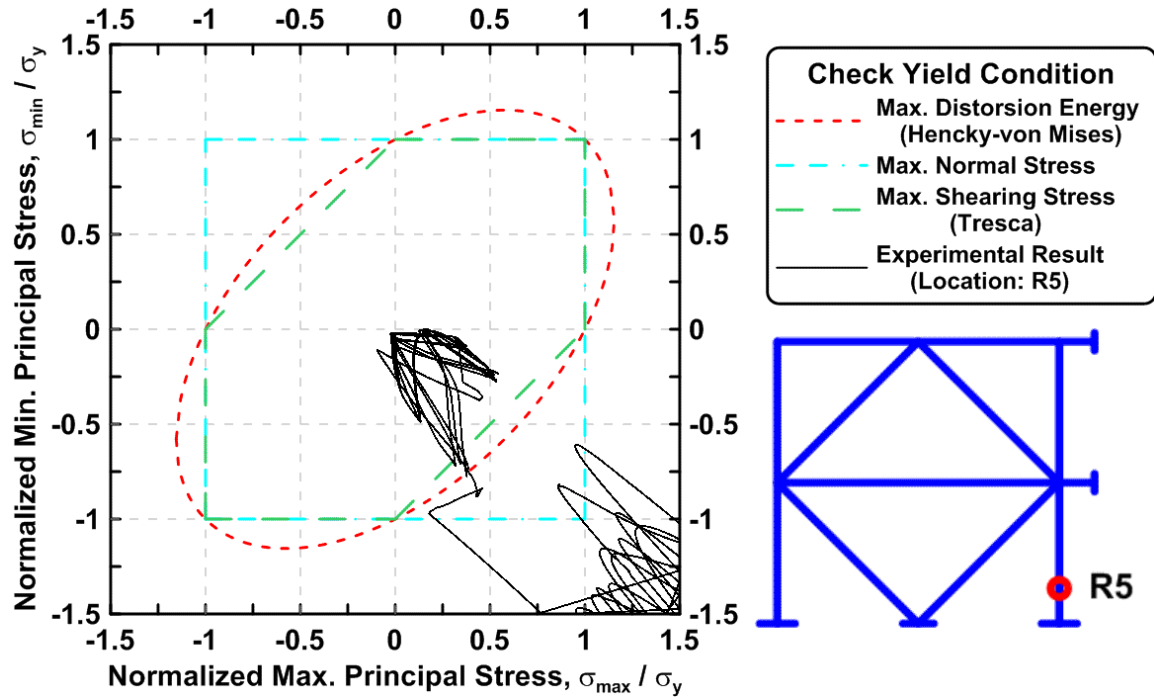 -1.5 -1 -0.5 0 0.5 1 1.5
1.5 1.5
1 1
0.5 0.5
0 0
-0.5 -0.5
-1 -1
-1.5 -1.5
-1.5 -1 -0.5 0 0.5 1 1.5
Normalized Min. Principal Stress, σmin / σy
Normalized Max. Principal Stress, σmax / σy
Check Yield Condition
Max. Distorsion Energy
(Hencky-von Mises)
Max. Normal Stress
Max. Shearing Stress
(Tresca)
Experimental Result
(Location: R5)
R5